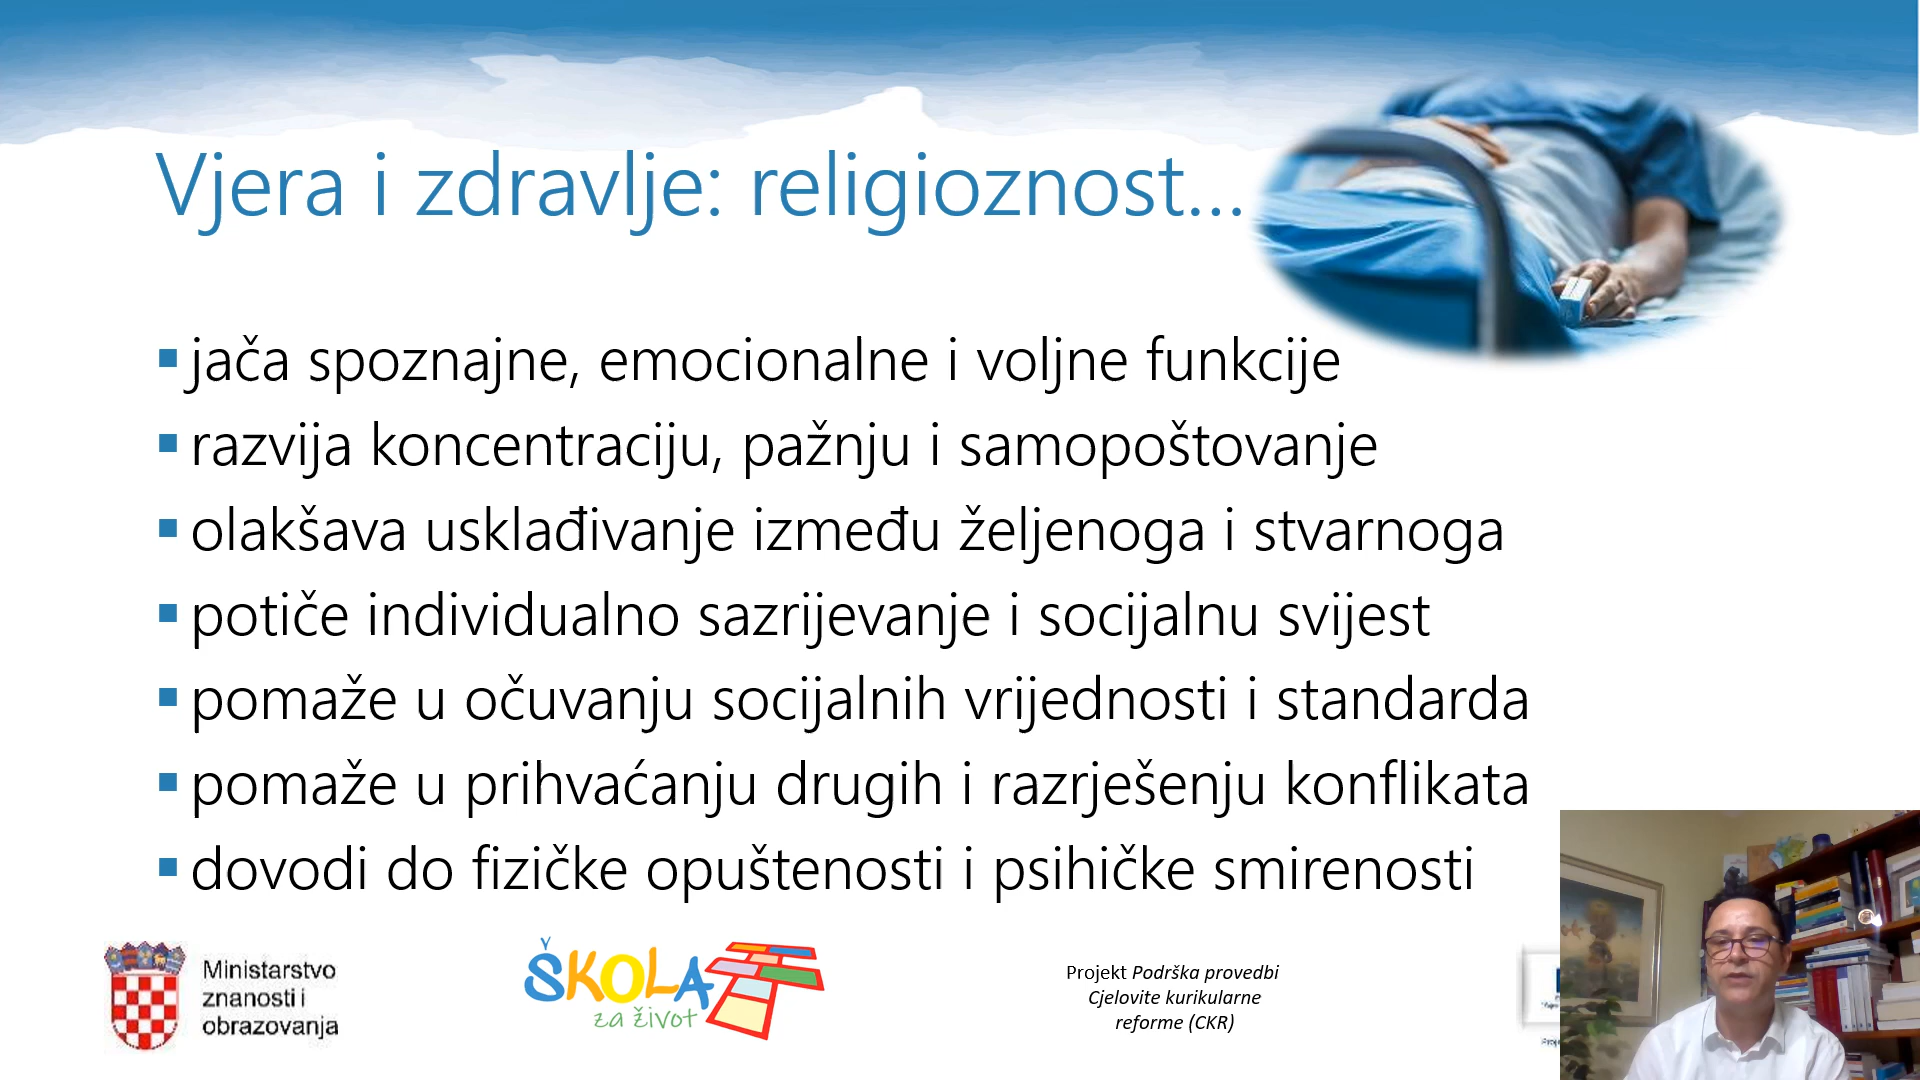 Vjera i zdravlje: religioznost...
jača spoznajne, emocionalne i voljne funkcije
razvija koncentraciju, pažnju i samopoštovanje
olakšava usklađivanje između željenoga i stvarnoga
potiče individualno sazrijevanje i socijalnu svijest
pomaže u očuvanju socijalnih vrijednosti i standarda
pomaže u prihvaćanju drugih i razrješenju konflikata
dovodi do fizičke opuštenosti i psihičke smirenosti
Ministarstvo
znanosti i
obrazovanja
ŠKOLA
za život
Projekt Podrška provedbi
Cjelovite kurikularne
reforme (CKR)